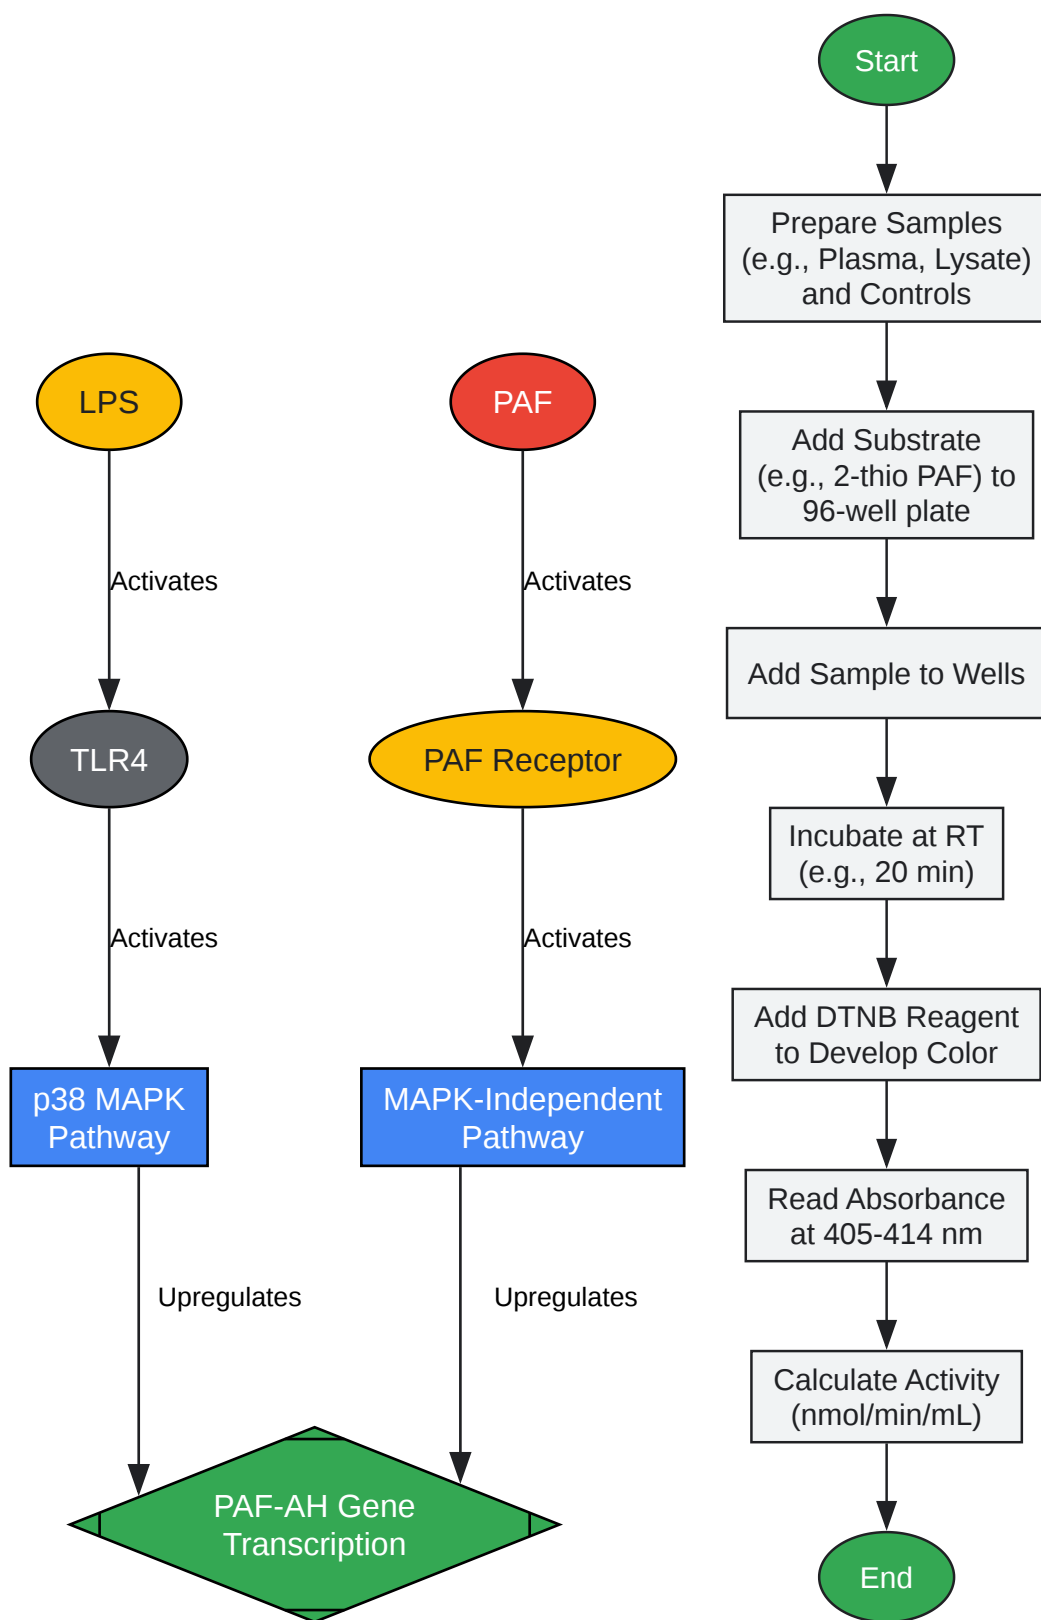 LPS
PAF
Activates
Activates
TLR4
PAF Receptor
Activates
Activates
p38 MAPK
Pathway
MAPK-Independent
Pathway
Upregulates
Upregulates
PAF-AH Gene
Transcription
Start
Prepare Samples
(e.g., Plasma, Lysate)
and Controls
Add Substrate
(e.g., 2-thio PAF) to
96-well plate
Add Sample to Wells
Incubate at RT
(e.g., 20 min)
Add DTNB Reagent
to Develop Color
Read Absorbance
at 405-414 nm
Calculate Activity
(nmol/min/mL)
End